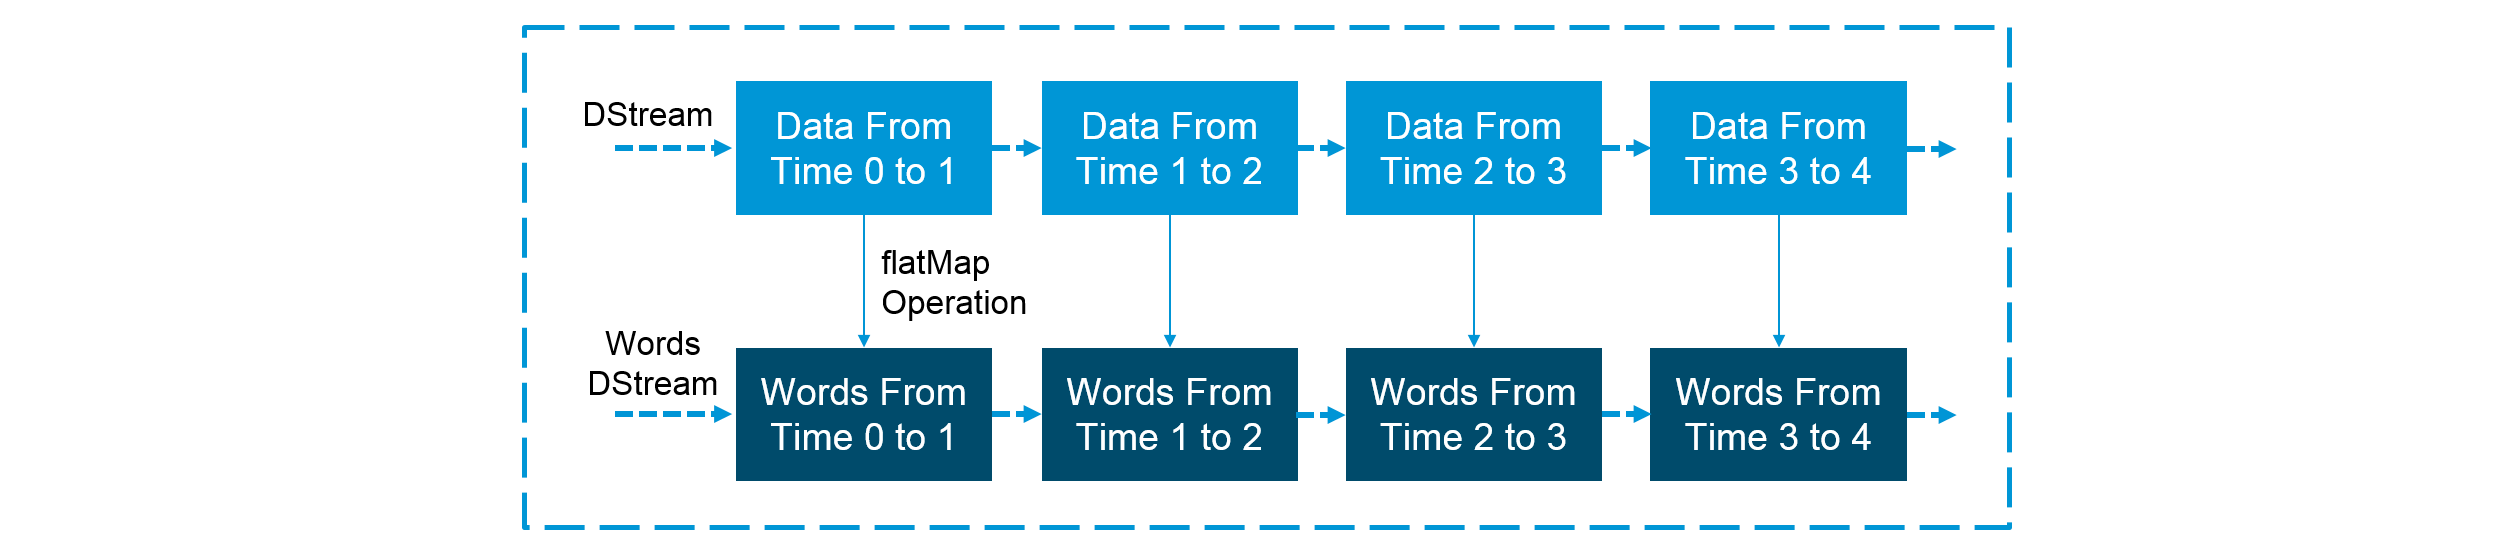 DStream
Data From
Time 0 to 1
Data From
Time 1 to 2
Data From
Time 2 to 3
Data From
Time 3 to 4
flatMap
Operation
Words
DStream
Words From
Time 0 to 1
Words From
Time 1 to 2
Words From
Time 2 to 3
Words From
Time 3 to 4